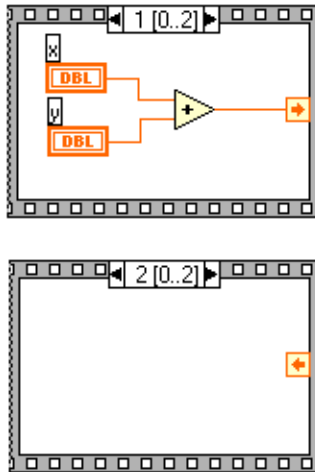 1 [0..2]
x
DBL
y
DBL
+
2 [0..2]